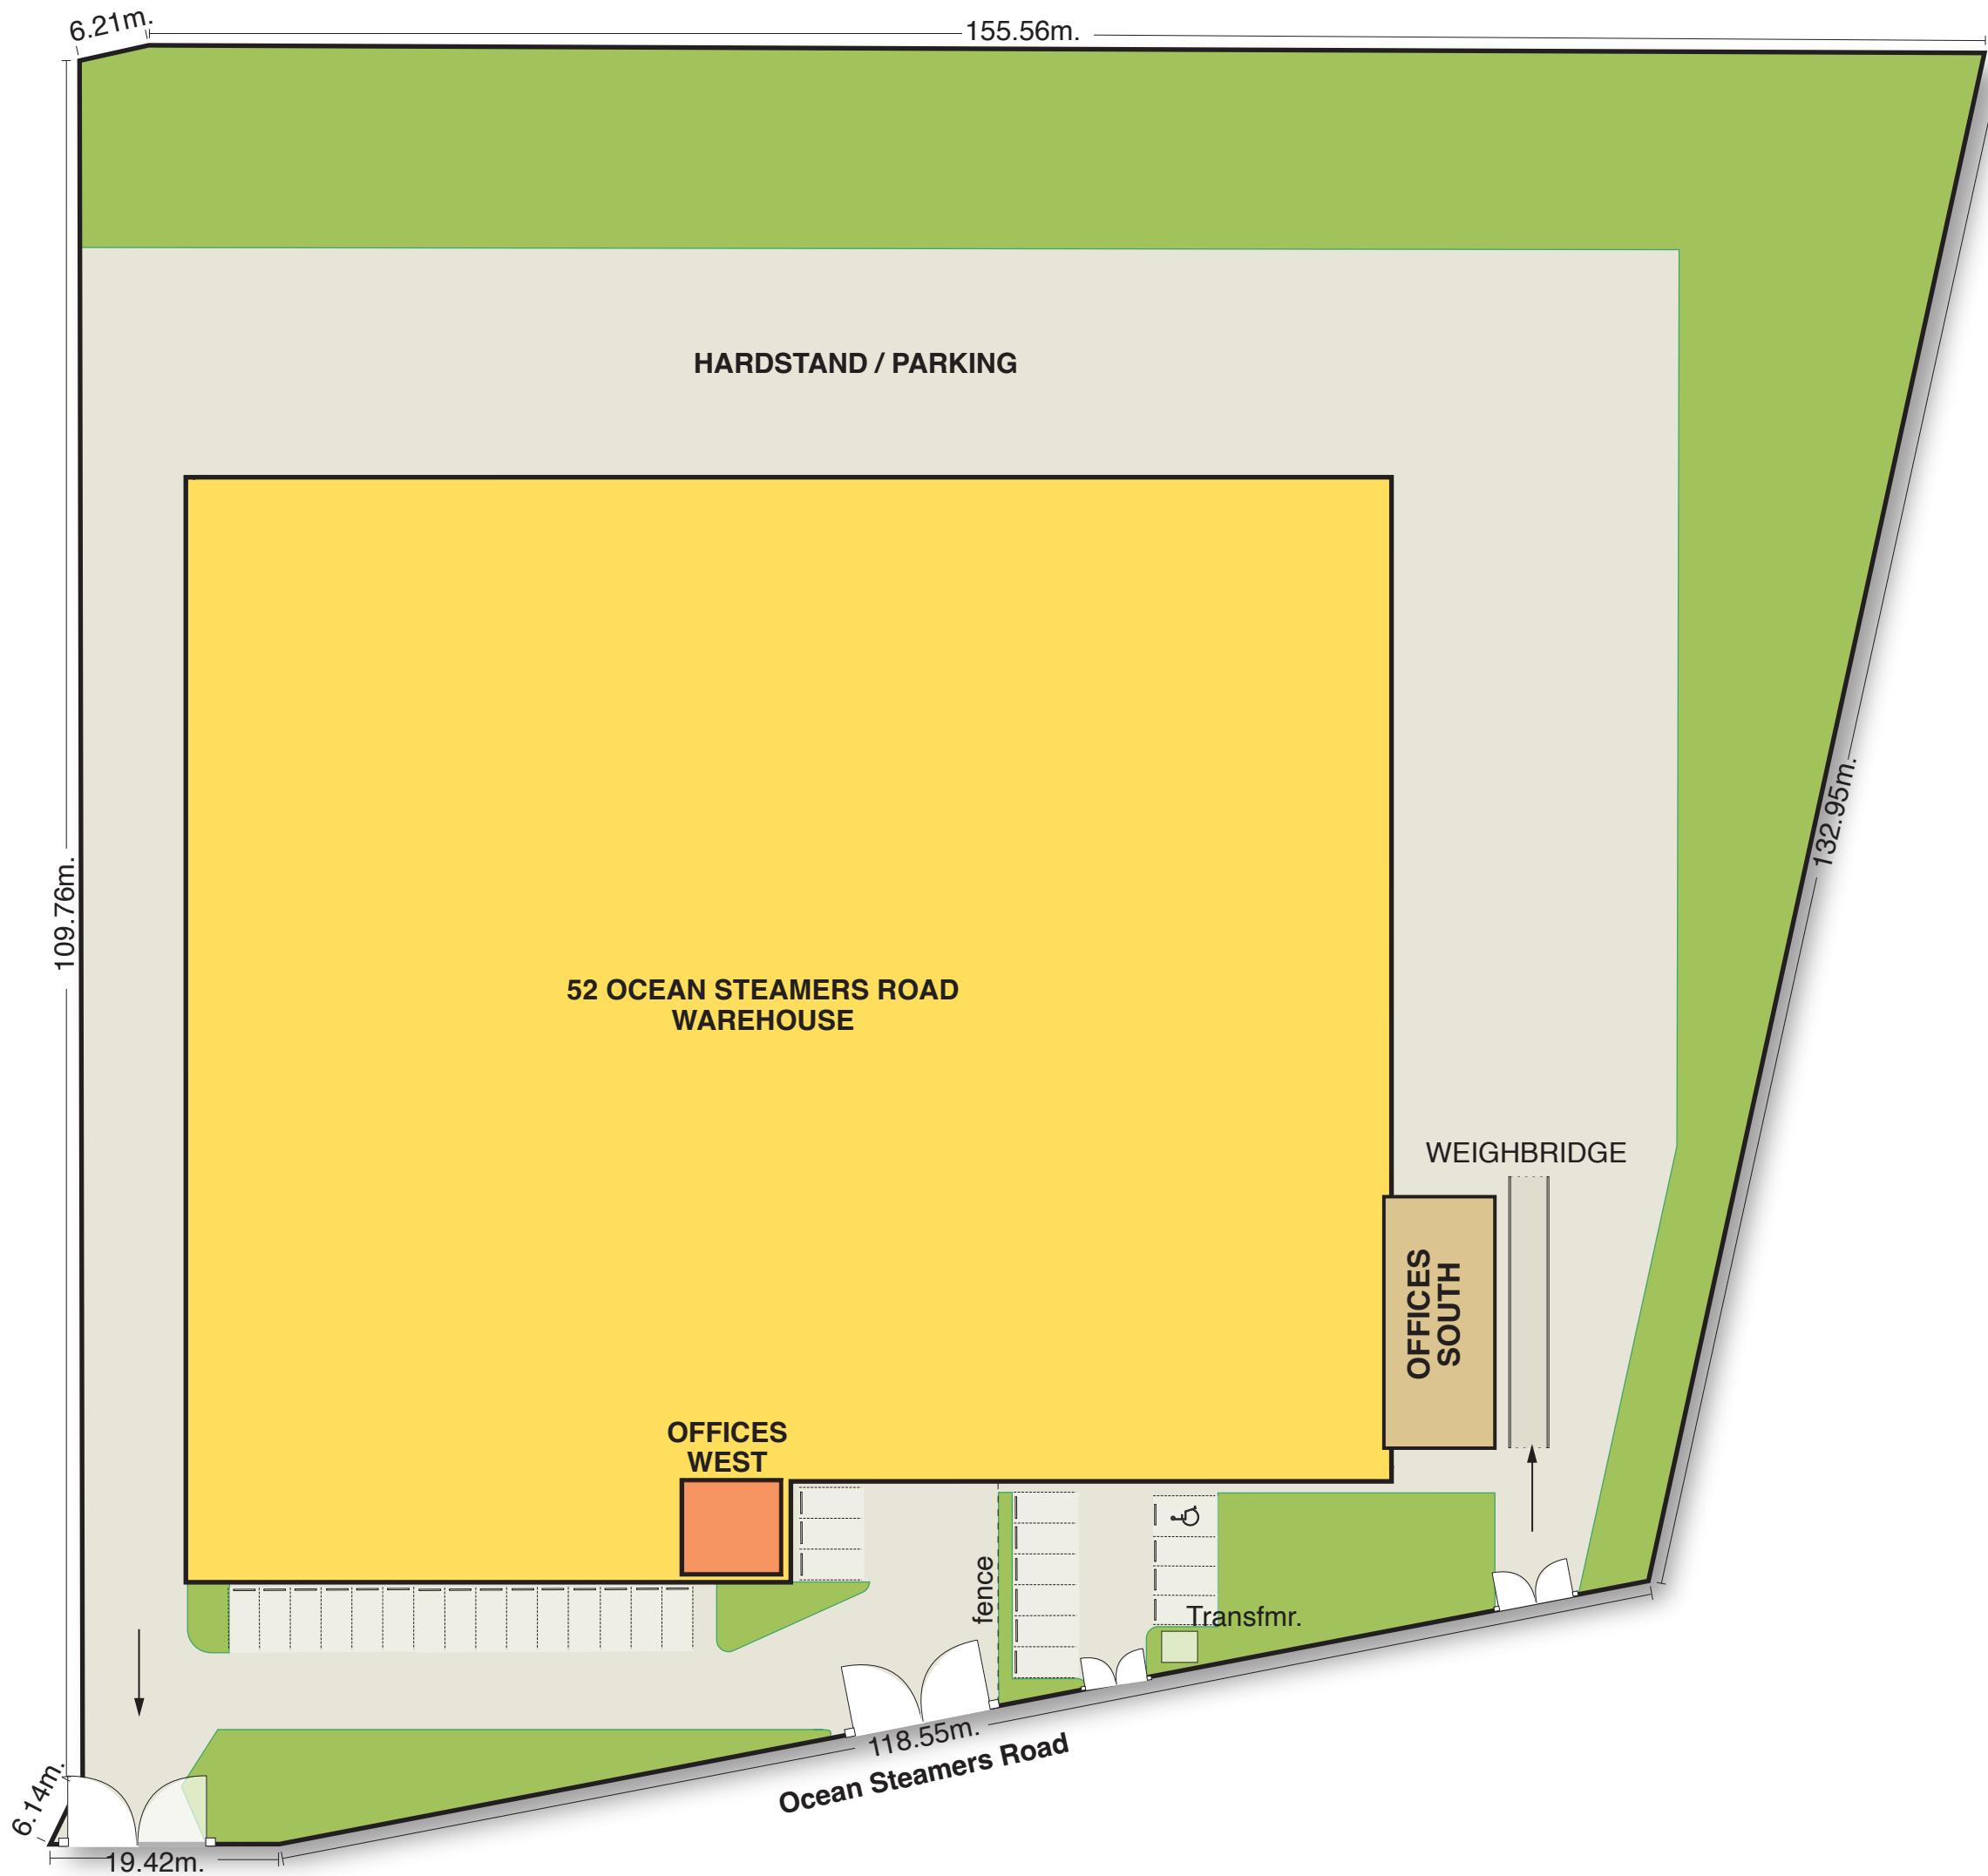 6.21m.
155.56m.
HARDSTAND / PARKING
109.76m.
132.95m.
52 OCEAN STEAMERS ROAD
WAREHOUSE
WEIGHBRIDGE
OFFICES
SOUTH
OFFICES
WEST
fence
Transfmr.
118.55m.
Ocean Steamers Road
6.14m.
19.42m.